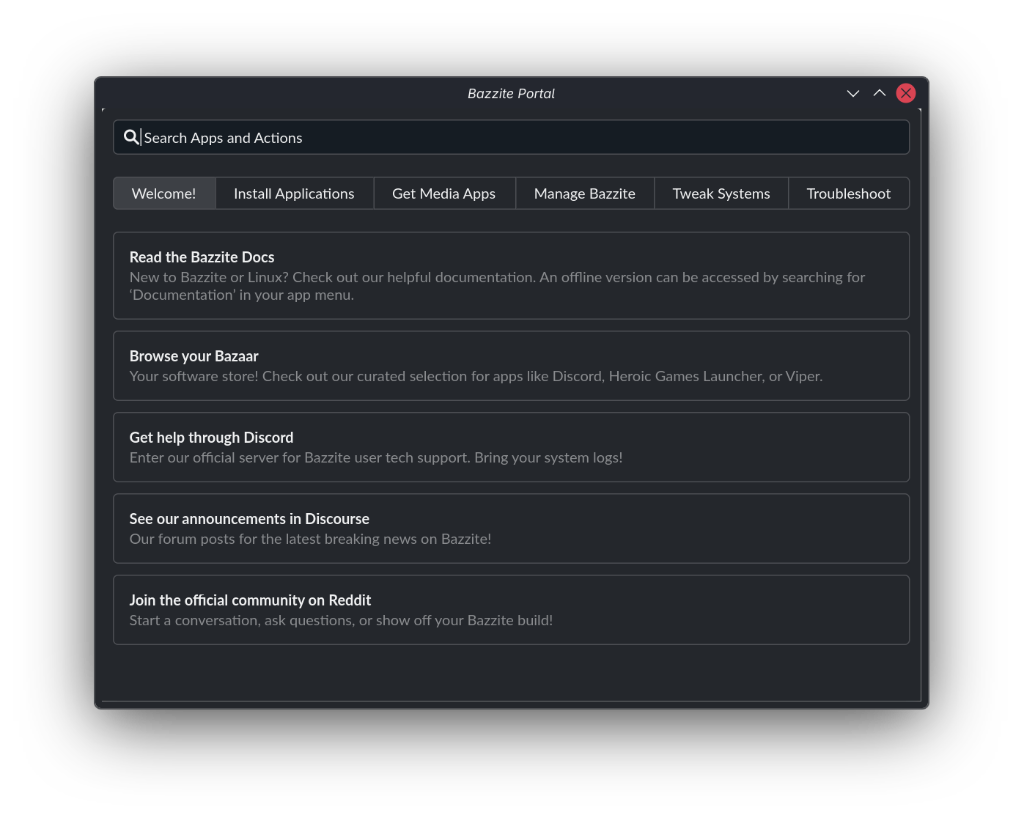 Bazzite Portal
Search Apps and Actions
Welcome! Install Applications Get Media Apps Manage Bazzite Tweak Systems Troubleshoot
Read the Bazzite Docs
New to Bazzite or Linux? Check out our helpful documentation. An offline version can be accessed by searching for
'Documentation' in your app menu.
Browse your Bazaar
Your software store! Check out our curated selection for apps like Discord, Heroic Games Launcher, or Viper.
Get help through Discord
Enter our official server for Bazzite user tech support. Bring your system logs!
See our announcements in Discourse
Our forum posts for the latest breaking news on Bazzite!
Join the official community on Reddit
Start a conversation, ask questions, or show off your Bazzite build!